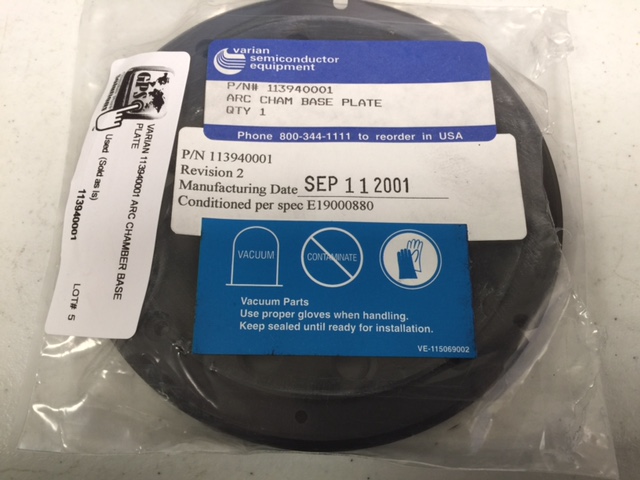 varian
semiconductor
equipment
P/N# 113940001
ARC CHAM BASE PLATE
QTY 1
Phone 800-344-1111 to reorder in USA
P/N 113940001
Revision 2
Manufacturing Date SEP 11 2001
Conditioned per spec E19000880
VACUUM
CONTAMINATE
Vacuum Parts
Use proper gloves when handling.
Keep sealed until ready for installation.
VE-115069002
GPS
VARIAN 113940001 ARC CHAMBER BASE
PLATE
Used (Sold as is)
113940001
LOT# 5